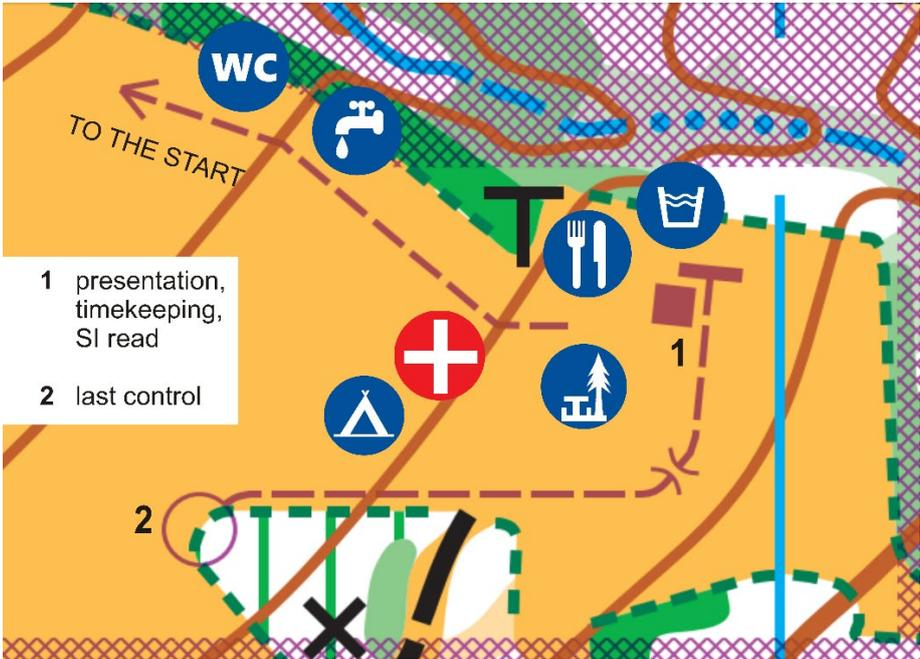 WC
TO THE START
1 presentation,
timekeeping,
SI read
2 last control
1
2